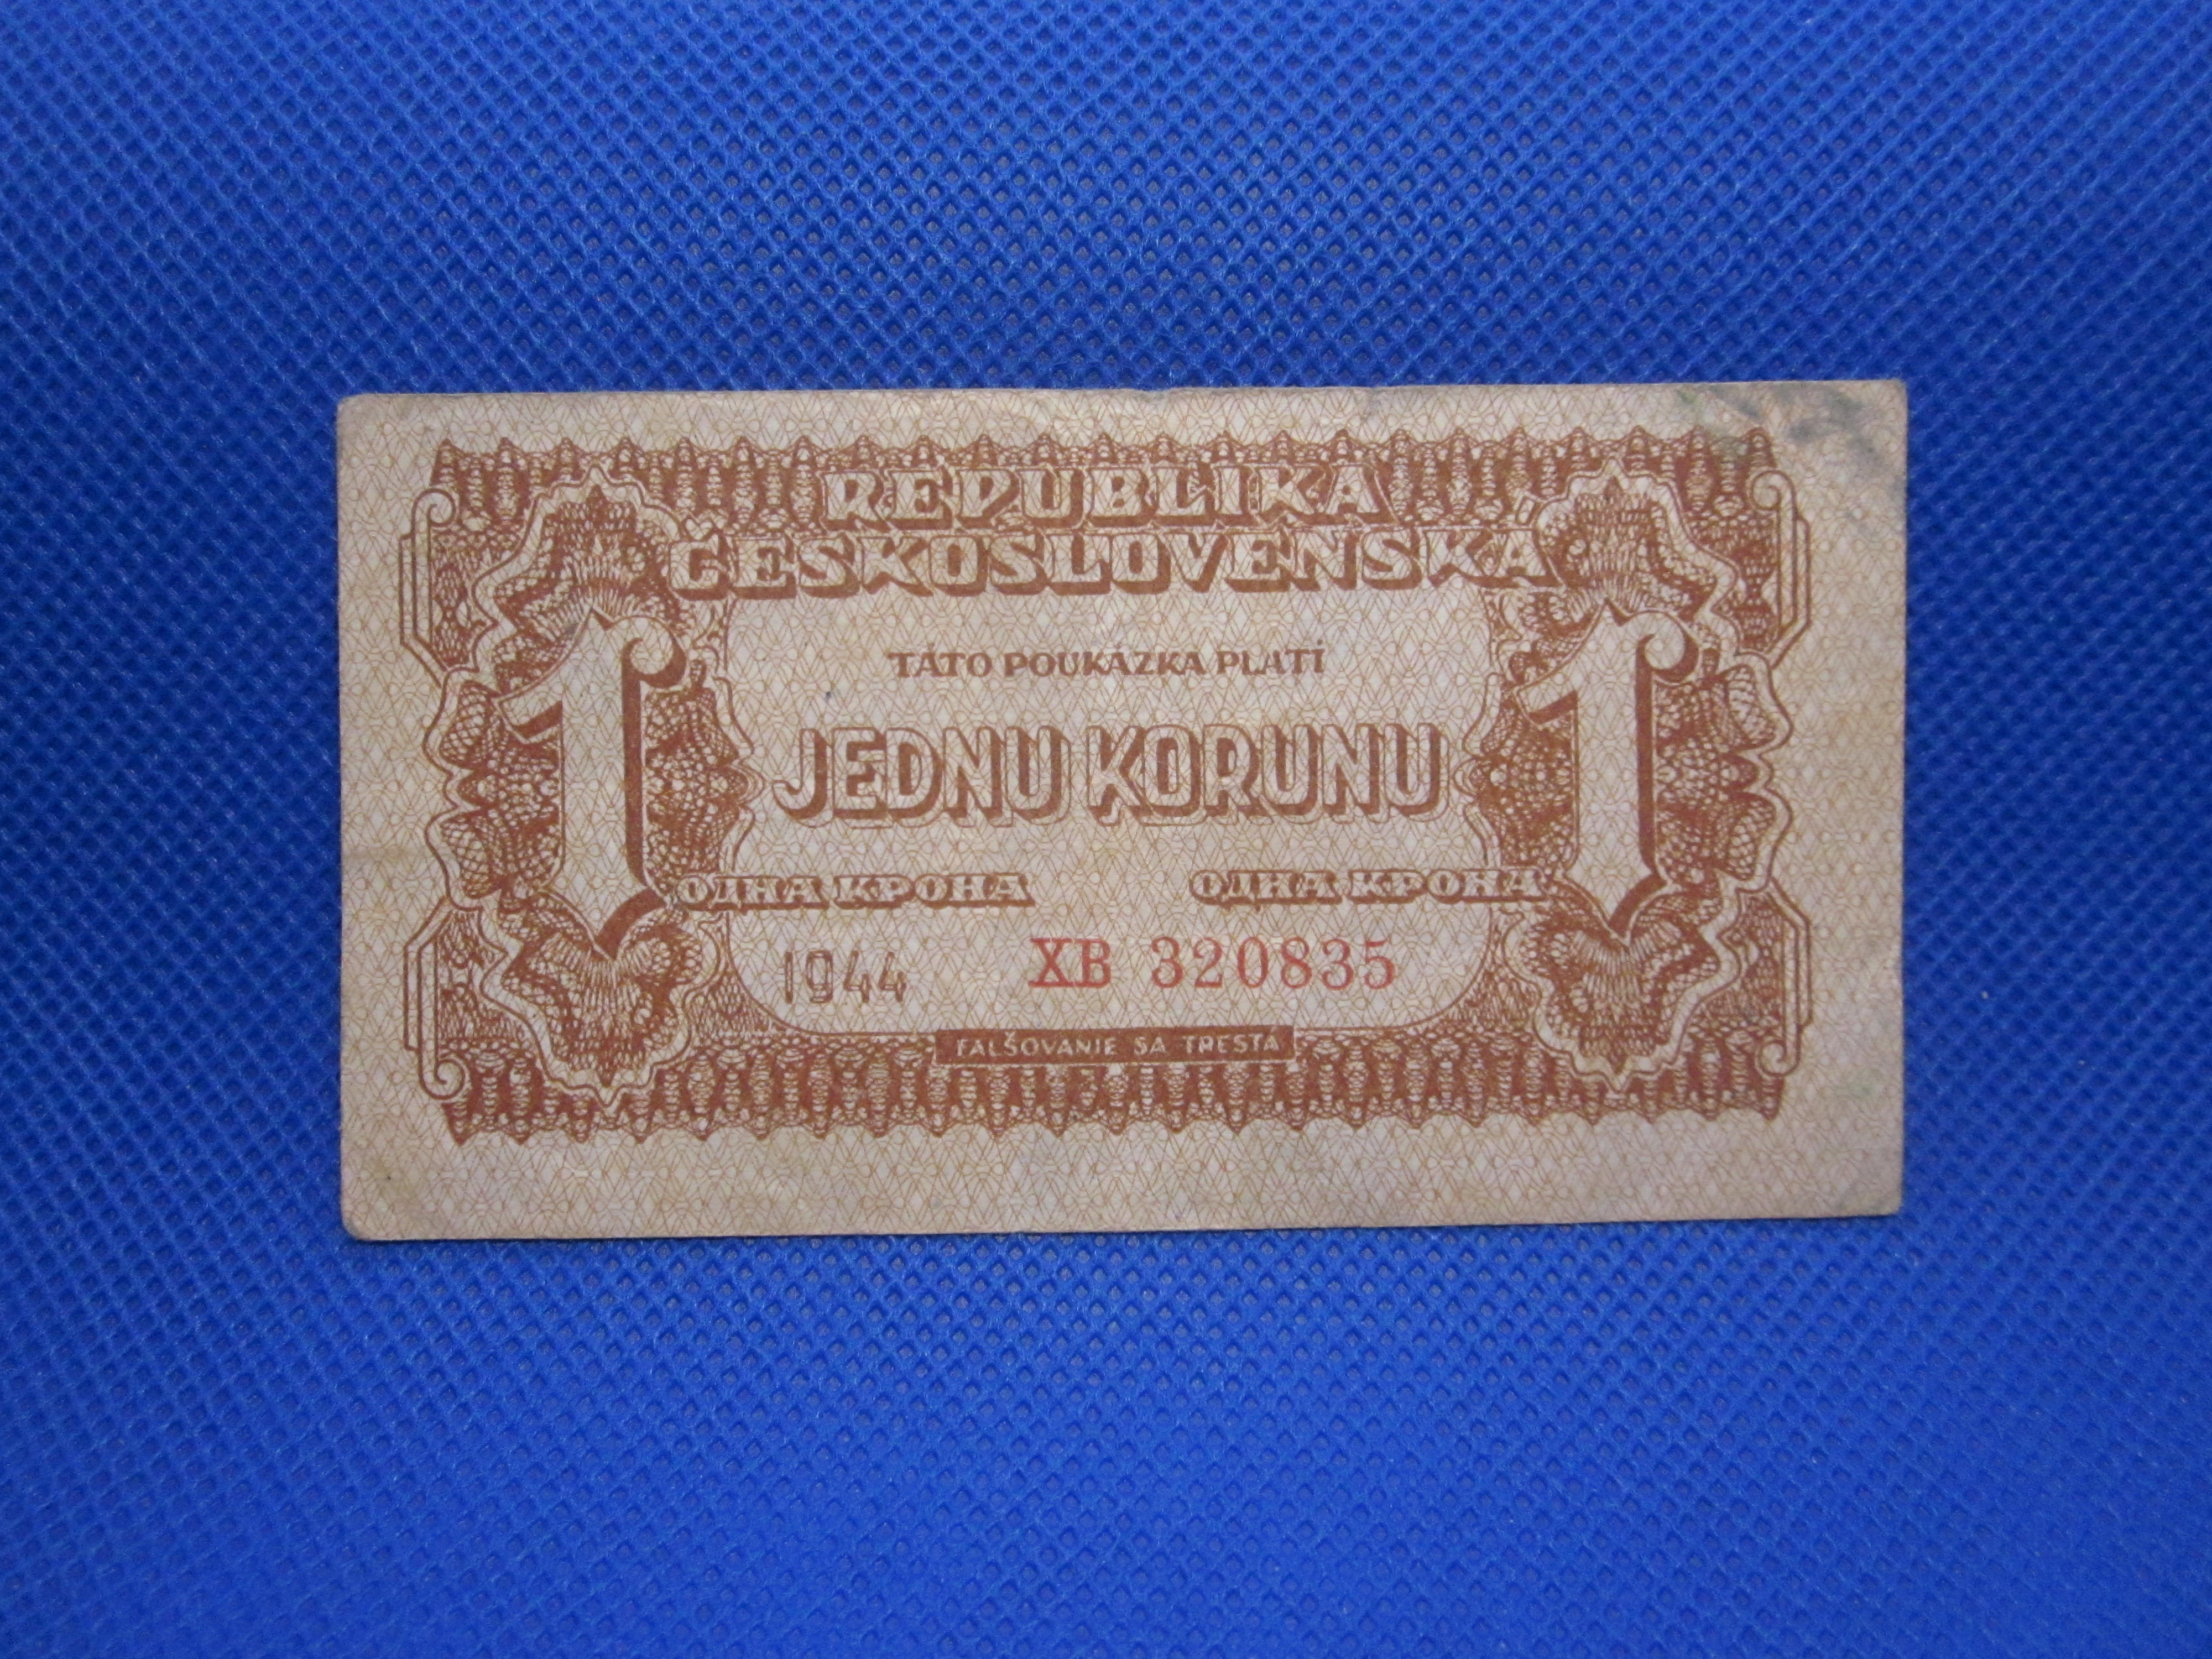 REPUBLIKA
ČESKOSLOVENSKÁ
TÁTO POUKÁZKA PLATÍ
1 JEDNU KORUNU 1
ОДНА КРОНА ОДНА КРОНА
1944 XB 320835
FALŠOVANIE SA TRESTÁ